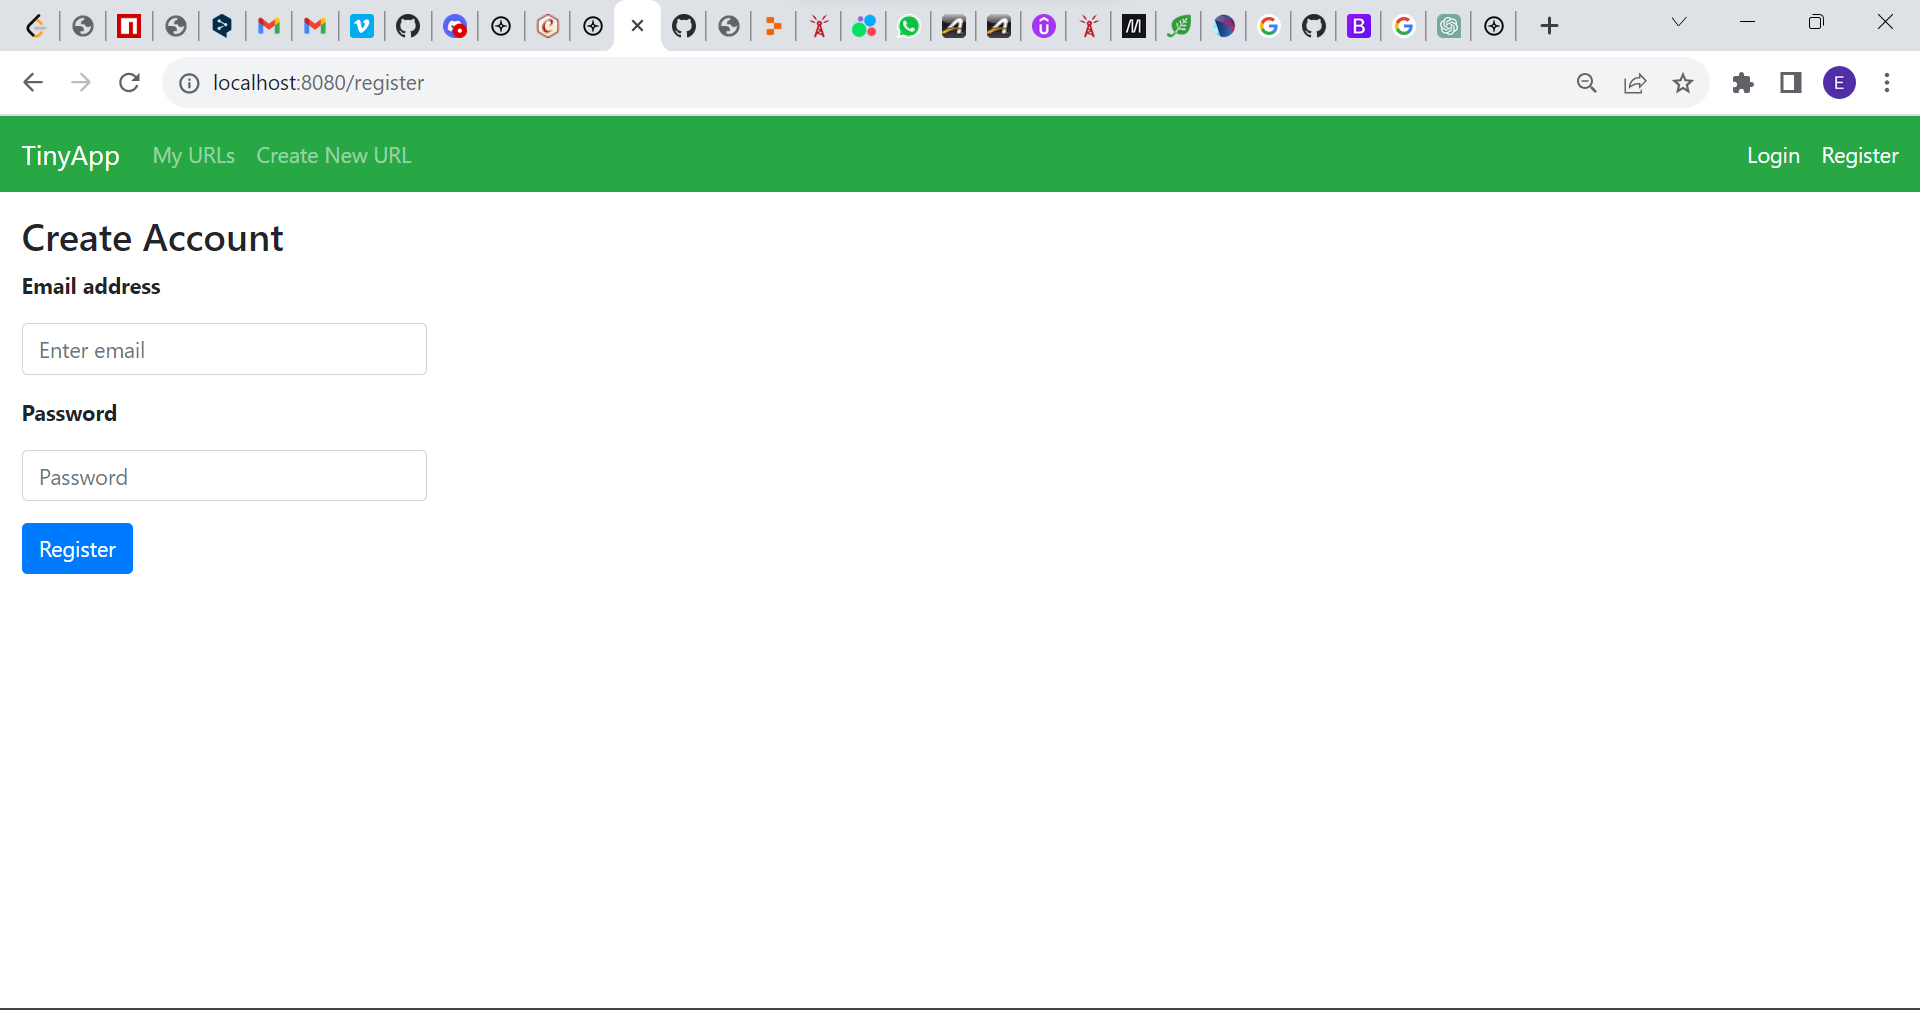 localhost:8080/register
E
TinyApp My URLs Create New URL Login Register
Create Account
Email address
Enter email
Password
Password
Register